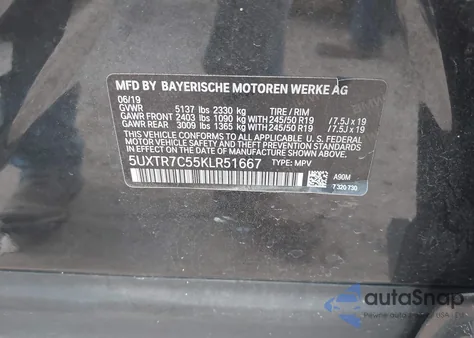 MFD BY BAYERISCHE MOTOREN WERKE AG
06/19
GVWR 5137 lbs 2330 kg TIRE / RIM
GAWR FRONT 2403 lbs 1090 kg WITH 245/50 R19 / 7.5J x 19
GAWR REAR 3009 lbs 1365 kg WITH 245/50 R19 / 7.5J x 19
THIS VEHICLE CONFORMS TO ALL APPLICABLE U.S. FEDERAL
MOTOR VEHICLE SAFETY, BUMPER, AND THEFT PREVENTION
STANDARDS IN EFFECT ON THE DATE OF MANUFACTURE SHOWN ABOVE.
5UXTR7C55KLR51667 TYPE: MPV
A90M
7 320 730
autoSnap